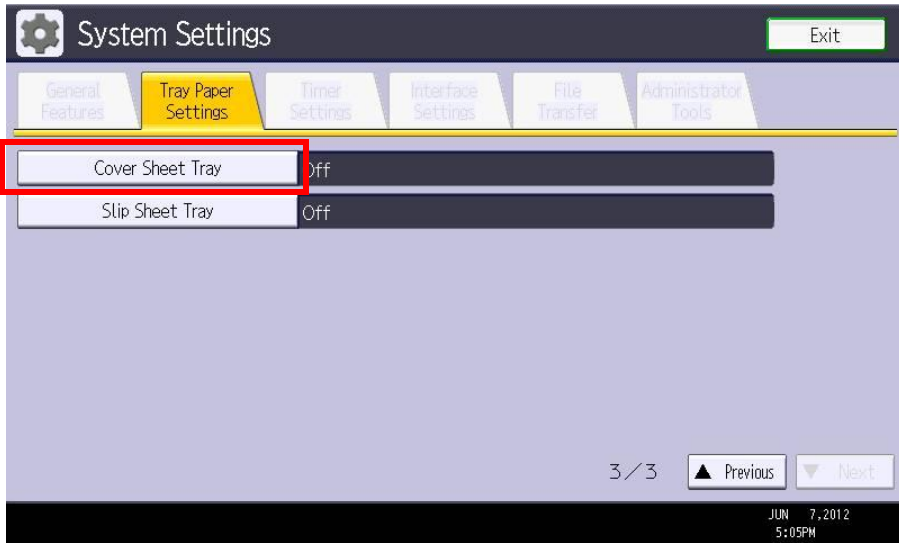 System Settings
Exit
General Features
Tray Paper Settings
Timer Settings
Interface Settings
File Transfer
Administrator Tools
Cover Sheet Tray
Off
Slip Sheet Tray
Off
3/3
▲ Previous
▼ Next
JUN 7,2012
5:05PM